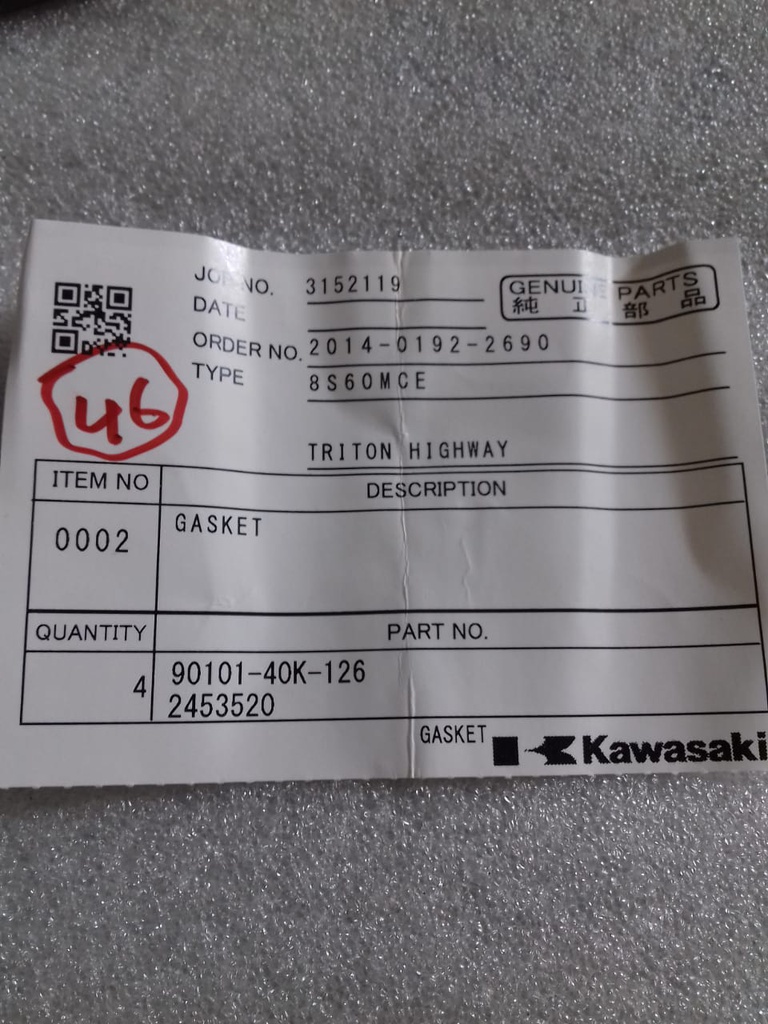 JOB NO. 3152119
GENUINE PARTS
純正部品
DATE
ORDER NO. 2014-0192-2690
TYPE 8S60MCE
46
TRITON HIGHWAY
ITEM NO DESCRIPTION
0002 GASKET
QUANTITY PART NO.
4 90101-40K-126
2453520
GASKET Kawasaki